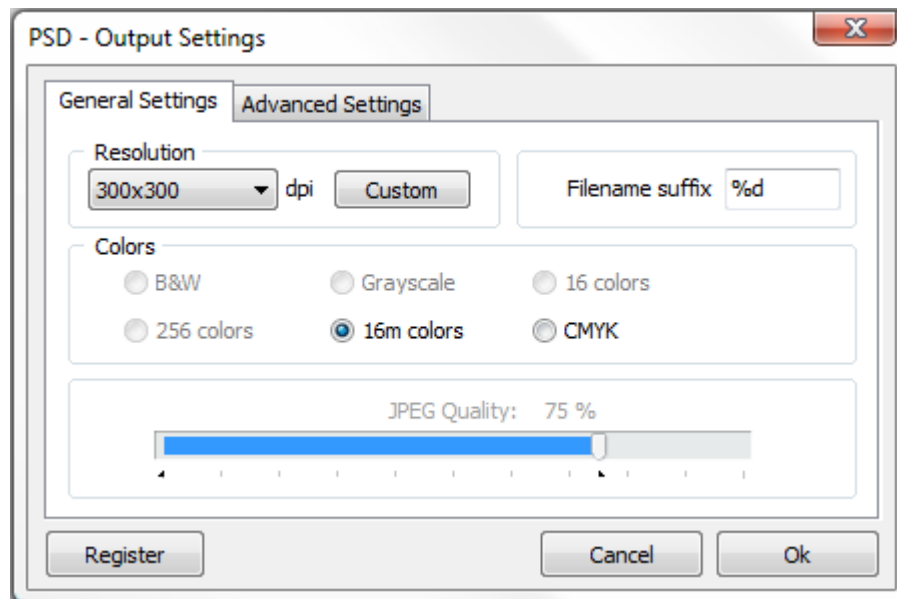 PSD - Output Settings
General Settings Advanced Settings
Resolution
300x300 dpi Custom Filename suffix %d
Colors
B&W Grayscale 16 colors
256 colors 16m colors CMYK
JPEG Quality: 75 %
Register Cancel Ok